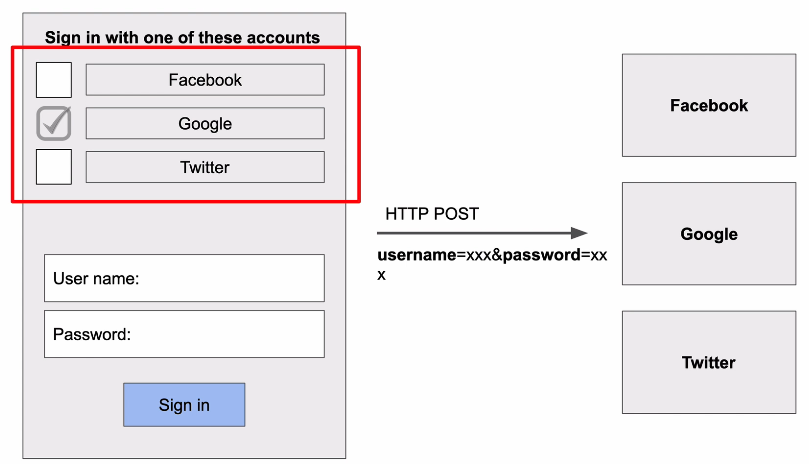 Sign in with one of these accounts
Facebook
Google
Twitter
User name:
Password:
Sign in
HTTP POST
username=xxx&password=xx
x
Facebook
Google
Twitter